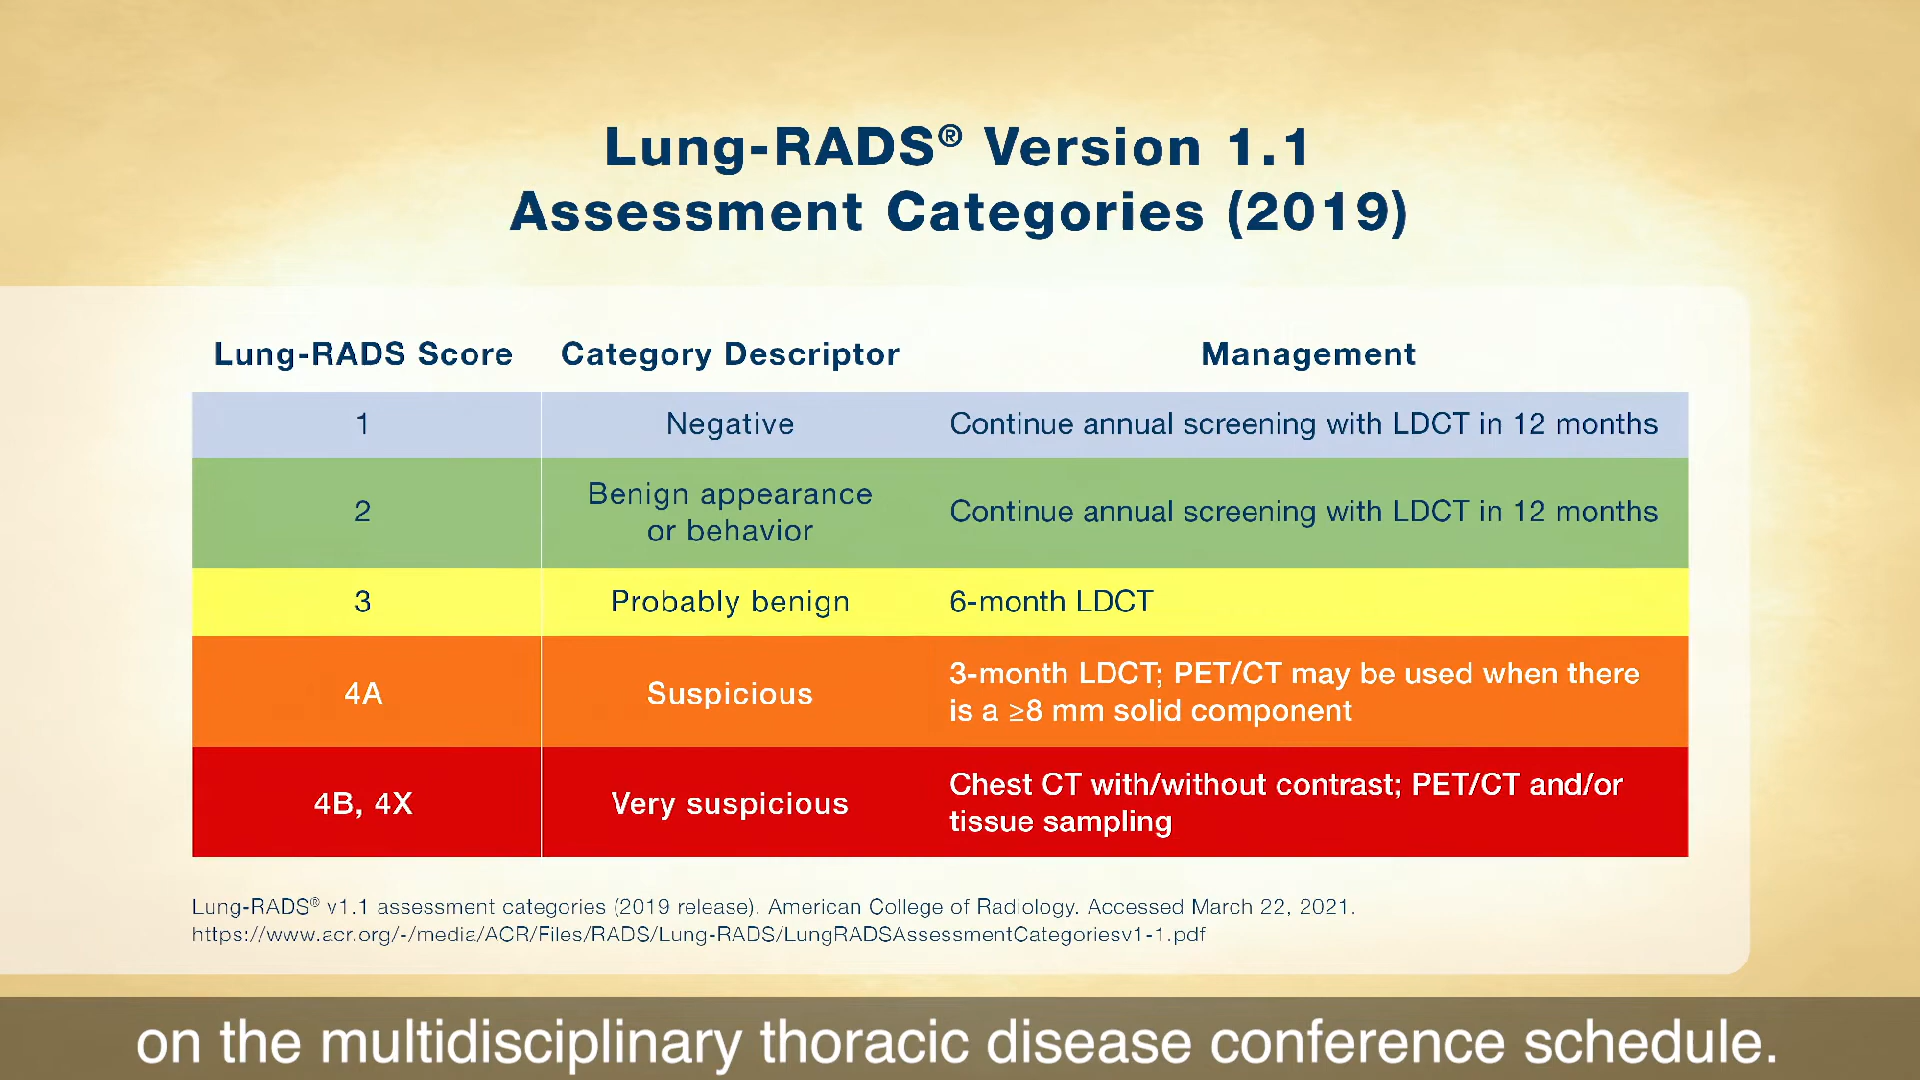 Lung-RADS® Version 1.1
Assessment Categories (2019)
Lung-RADS Score Category Descriptor Management
1 Negative Continue annual screening with LDCT in 12 months
2 Benign appearance
or behavior Continue annual screening with LDCT in 12 months
3 Probably benign 6-month LDCT
4A Suspicious 3-month LDCT; PET/CT may be used when there
is a ≥8 mm solid component
4B, 4X Very suspicious Chest CT with/without contrast; PET/CT and/or
tissue sampling
Lung-RADS® v1.1 assessment categories (2019 release). American College of Radiology. Accessed March 22, 2021.
https://www.acr.org/-/media/ACR/Files/RADS/Lung-RADS/LungRADSAssessmentCategoriesv1-1.pdf
on the multidisciplinary thoracic disease conference schedule.